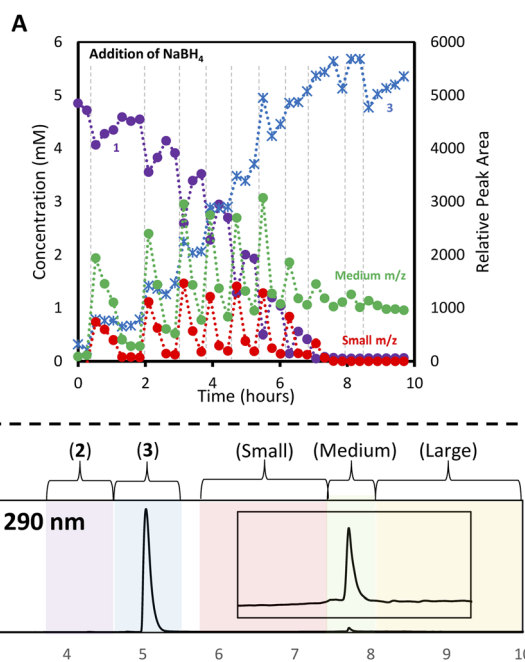 A
Addition of NaBH4
6
5
4
3
2
1
0
Concentration (mM)
6000
5000
4000
3000
2000
1000
0
Relative Peak Area
1
3
Medium m/z
Small m/z
0 2 4 6 8 10
Time (hours)
(2) (3) (Small) (Medium) (Large)
290 nm
4 5 6 7 8 9 10